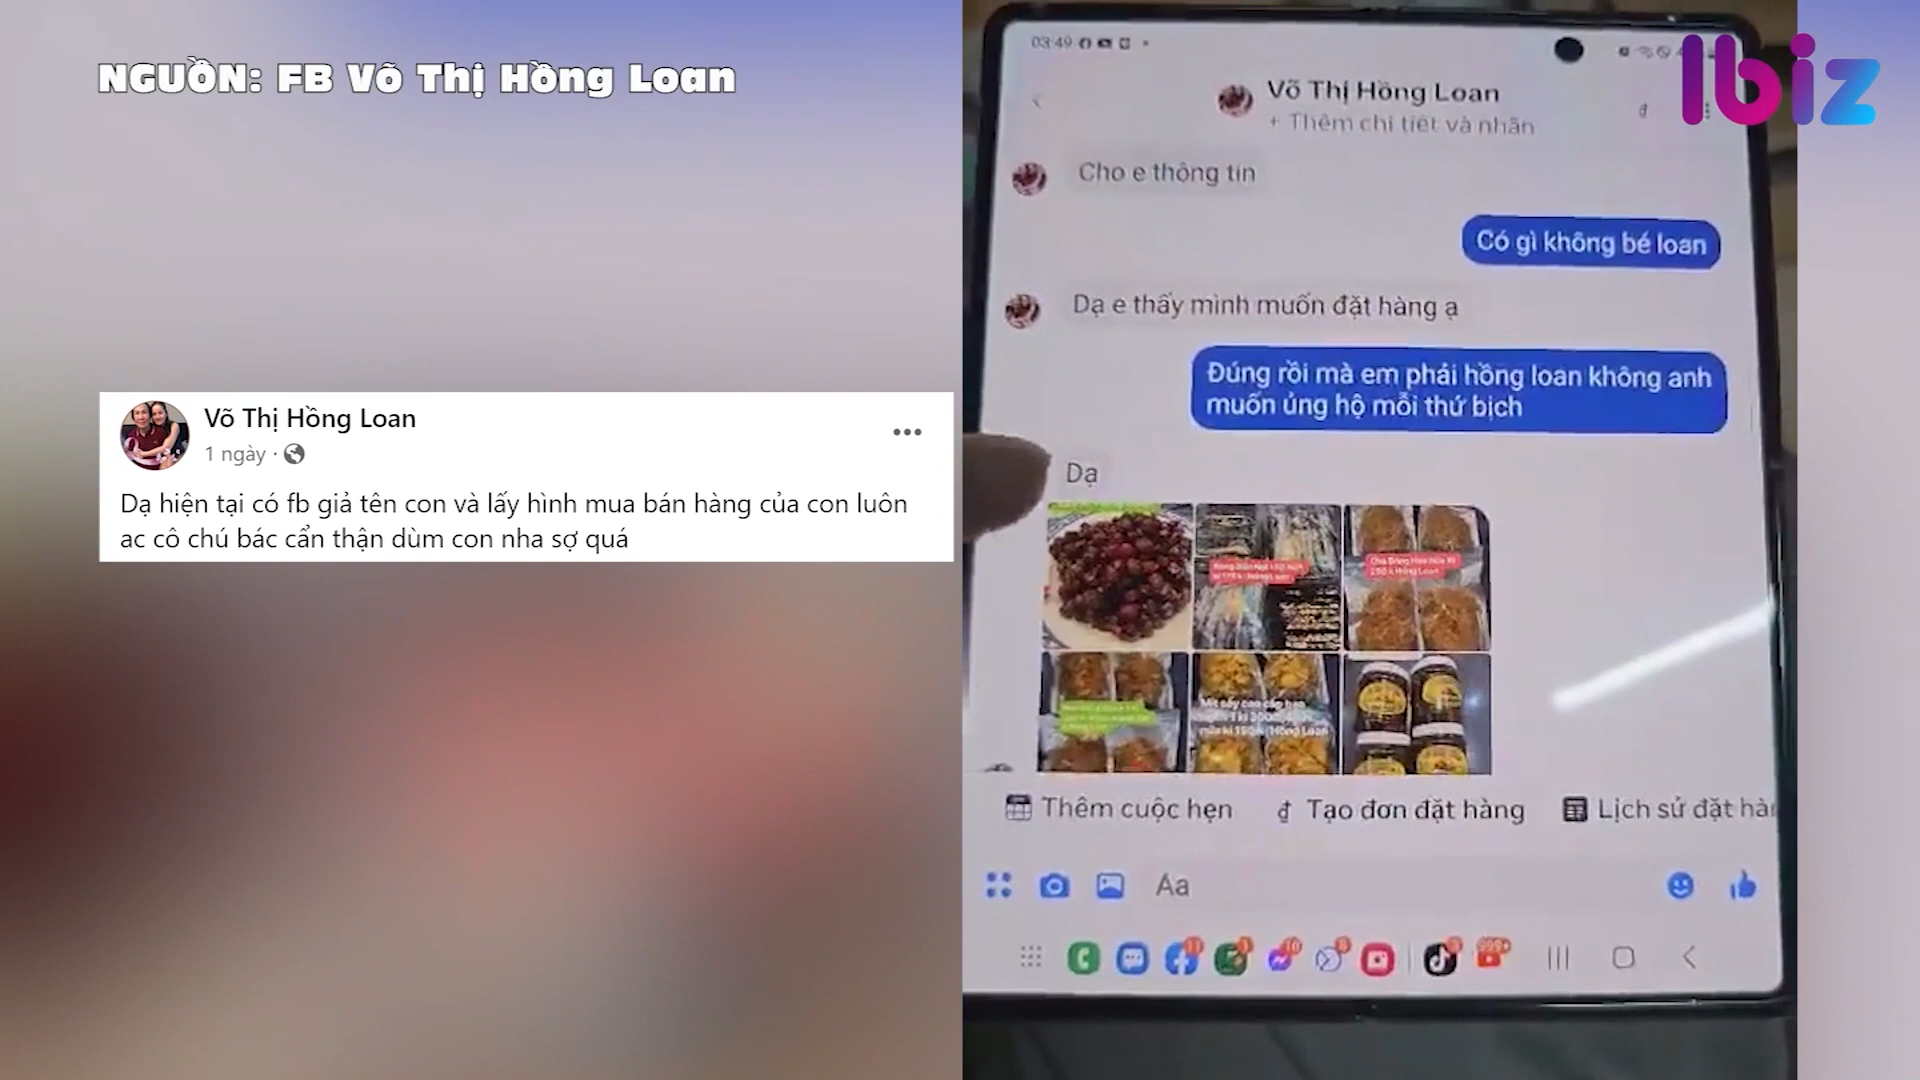 NGUỒN: FB Võ Thị Hồng Loan
Ibiz
Võ Thị Hồng Loan
1 ngày ·
Dạ hiện tại có fb giả tên con và lấy hình mua bán hàng của con luôn
ac cô chú bác cẩn thận dùm con nha sợ quá
03:49
Võ Thị Hồng Loan
+ Thêm chi tiết và nhãn
Cho e thông tin
Có gì không bé loan
Dạ e thấy mình muốn đặt hàng ạ
Đúng rồi mà em phải hồng loan không anh
muốn ủng hộ mỗi thứ bịch
Dạ
Thêm cuộc hẹn
đ Tạo đơn đặt hàng
Lịch sử đặt hàn
Aa
999+